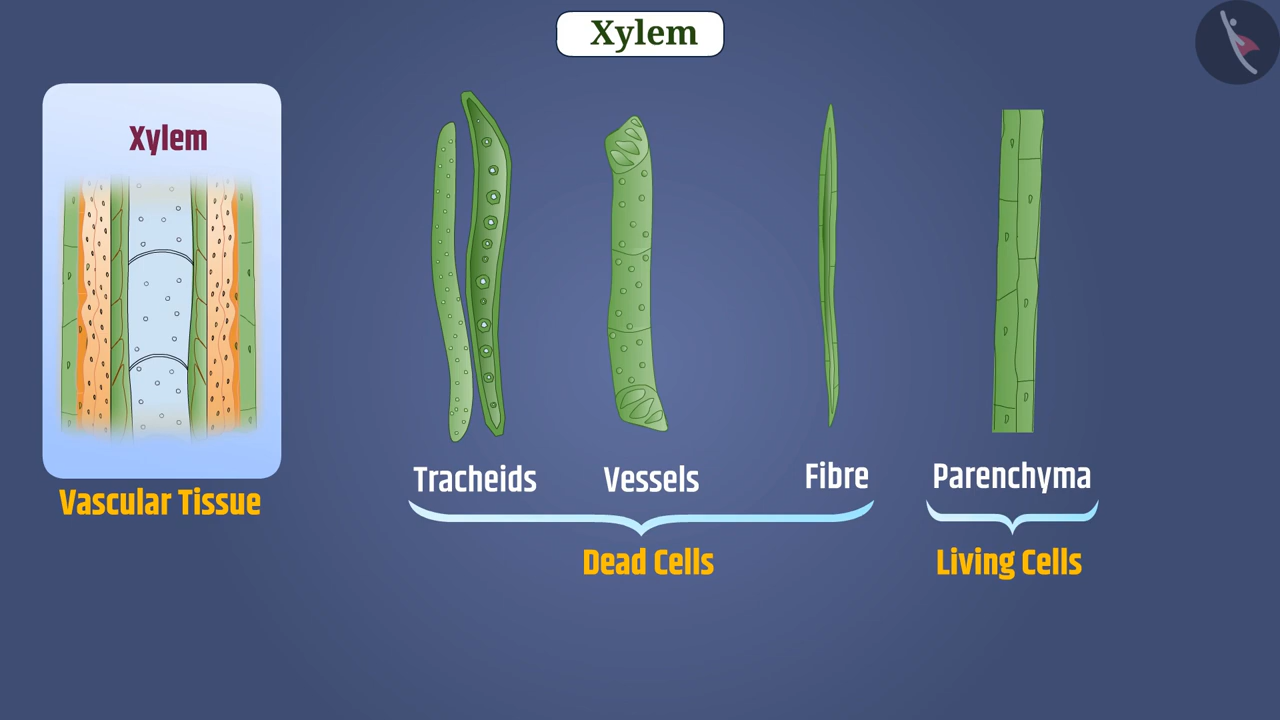 Xylem
Xylem
Vascular Tissue
Tracheids
Vessels
Fibre
Parenchyma
Dead Cells
Living Cells